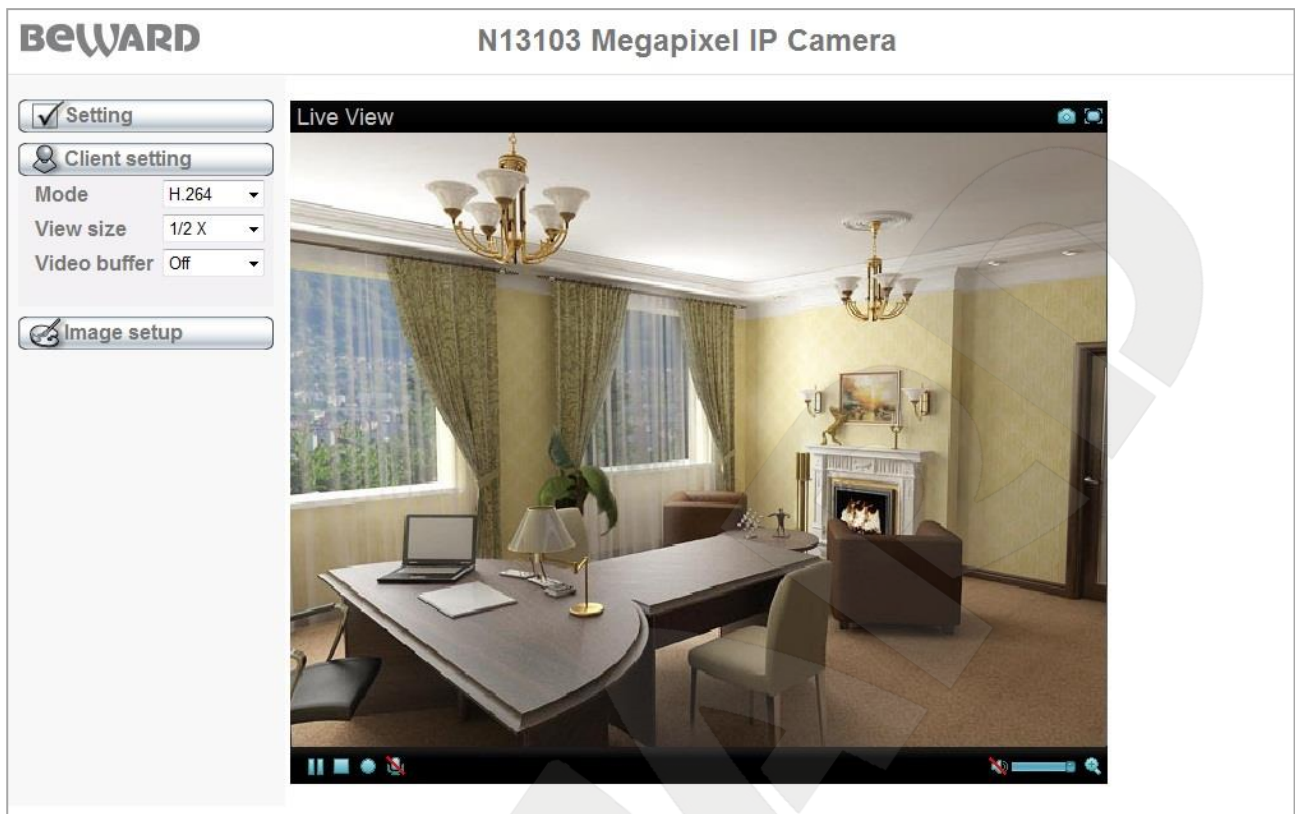 BEWARD
N13103 Megapixel IP Camera
Setting
Client setting
Mode H.264
View size 1/2 X
Video buffer Off
Image setup
Live View